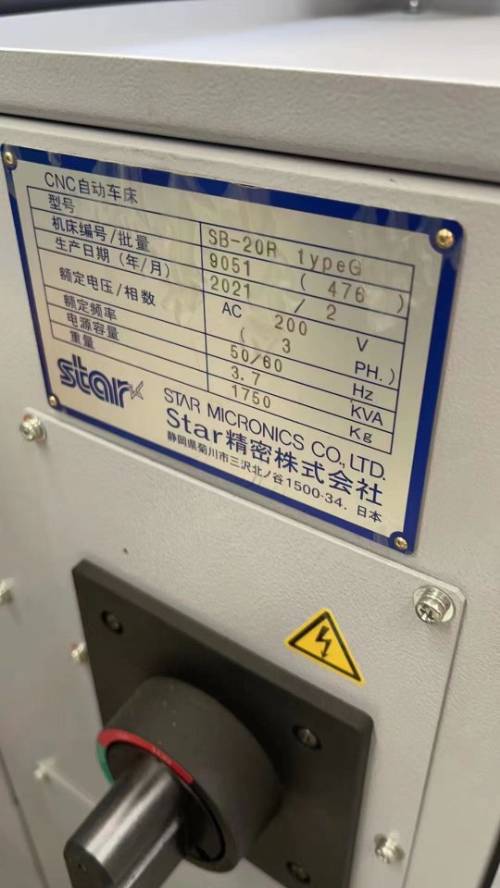 CNC自动车床
型号 SB-20R typeG
机床编号/批量 9051 ( 476 )
生产日期（年/月） 2021 / 2
额定电压/相数 AC 200 V
( 3 PH.)
额定频率 50/60 Hz
电源容量 3.7 KVA
重量 1750 Kg
star
STAR MICRONICS CO.,LTD.
Star精密株式会社
静岡県菊川市三沢北ノ谷1500-34. 日本